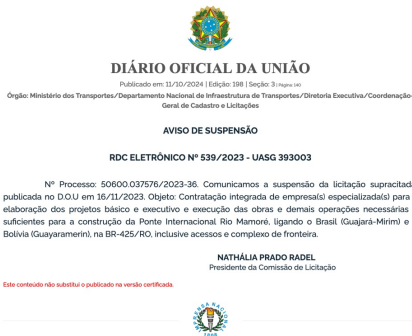 DIÁRIO OFICIAL DA UNIÃO
Publicado em: 11/10/2024 | Edição: 198 | Seção: 3 | Página: 140
Órgão: Ministério dos Transportes/Departamento Nacional de Infraestrutura de Transportes/Diretoria Executiva/Coordenação-
Geral de Cadastro e Licitações
AVISO DE SUSPENSÃO
RDC ELETRÔNICO Nº 539/2023 - UASG 393003
Nº Processo: 50600.037576/2023-36. Comunicamos a suspensão da licitação supracitada
publicada no D.O.U em 16/11/2023. Objeto: Contratação integrada de empresa(s) especializada(s) para
elaboração dos projetos básico e executivo e execução das obras e demais operações necessárias
suficientes para a construção da Ponte Internacional Rio Mamoré, ligando o Brasil (Guajará-Mirim) e
Bolívia (Guayaramerin), na BR-425/RO, inclusive acessos e complexo de fronteira.
NATHÁLIA PRADO RADEL
Presidente da Comissão de Licitação
Este conteúdo não substitui o publicado na versão certificada.
IMPRENSA NACIONAL